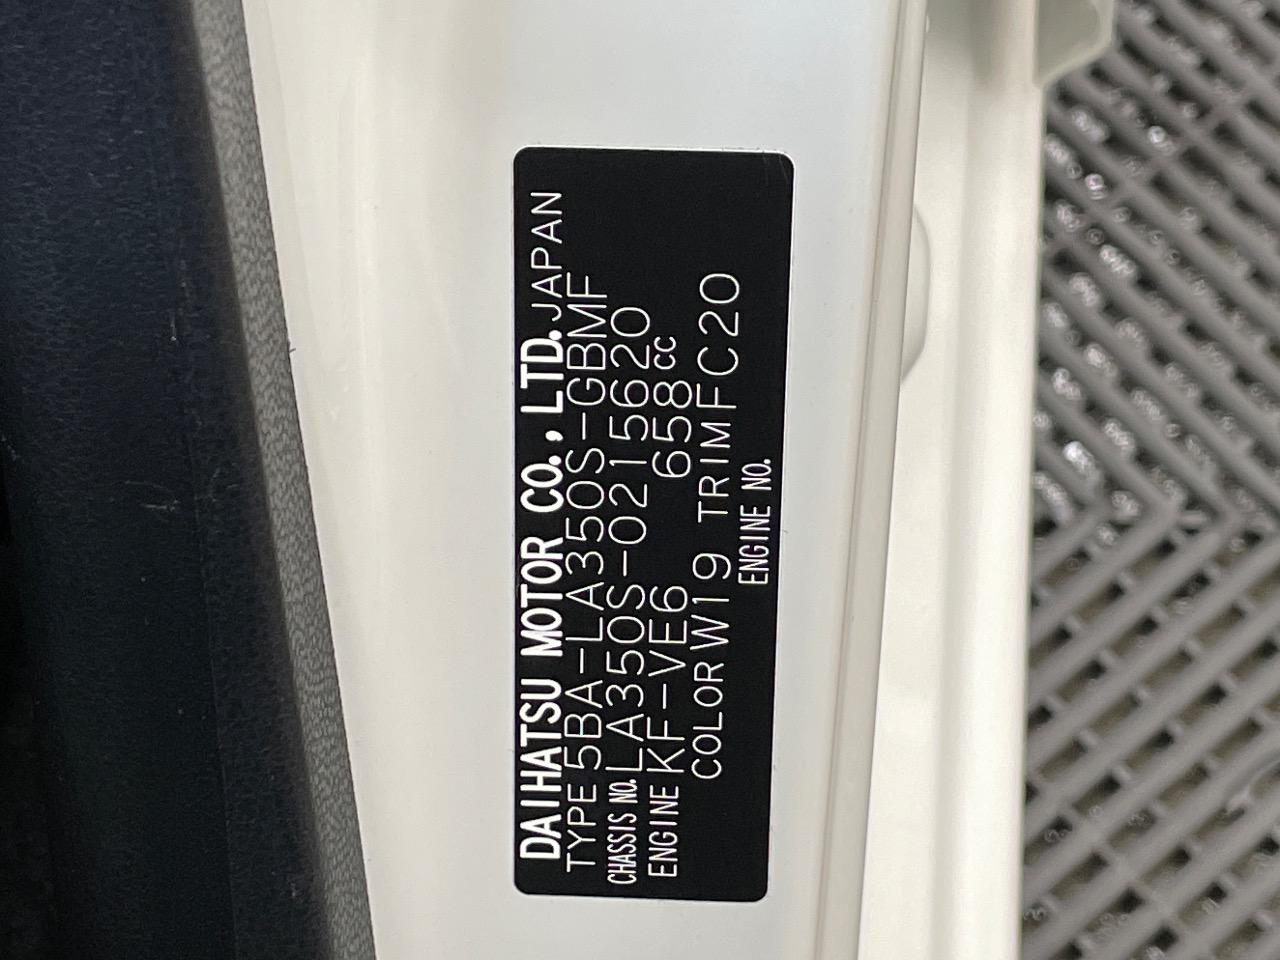 DAIHATSU MOTOR CO., LTD. JAPAN
TYPE 5BA-LA350S-GBMF
CHASSIS NO. LA350S-0215620
ENGINE KF-VE6 658cc
COLOR W19 TRIM FC20
ENGINE NO.